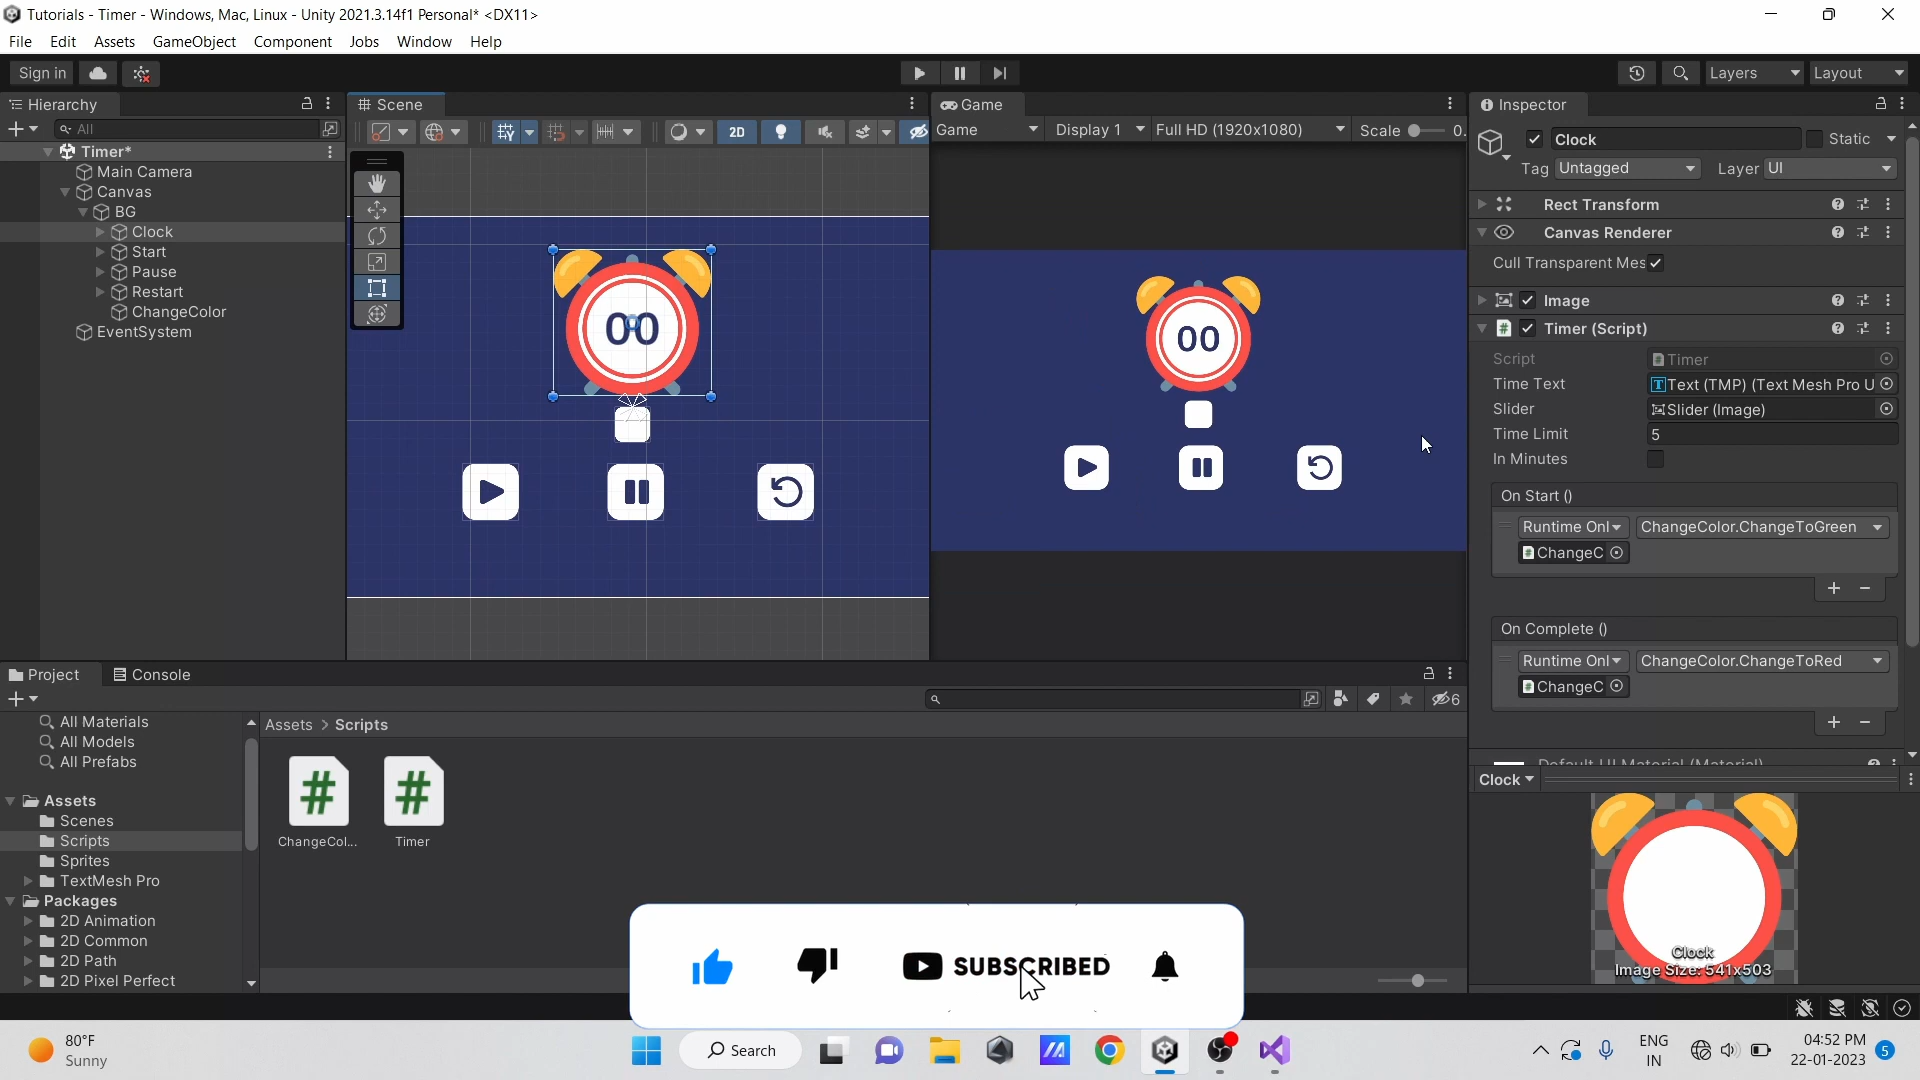 Tutorials - Timer - Windows, Mac, Linux - Unity 2021.3.14f1 Personal* <DX11>
File Edit Assets GameObject Component Jobs Window Help
Sign in
Layers
Layout
Hierarchy
All
Timer*
Main Camera
Canvas
BG
Clock
Start
Pause
Restart
ChangeColor
EventSystem
Scene
2D
00
Game
Game Display 1 Full HD (1920x1080) Scale 0.
00
Inspector
Clock Static
Tag Untagged Layer UI
Rect Transform
Canvas Renderer
Cull Transparent Mes
Image
Timer (Script)
Script Timer
Time Text Text (TMP) (Text Mesh Pro U
Slider Slider (Image)
Time Limit 5
In Minutes
On Start ()
Runtime Onl ChangeColor.ChangeToGreen
ChangeC
On Complete ()
Runtime Onl ChangeColor.ChangeToRed
ChangeC
Default UI Material (Material)
Clock
Clock
Image Size: 541x503
Project Console
6
All Materials
All Models
All Prefabs
Assets
Scenes
Scripts
Sprites
TextMesh Pro
Packages
2D Animation
2D Common
2D Path
2D Pixel Perfect
Assets > Scripts
ChangeCol...
Timer
SUBSCRIBED
80°F
Sunny
Search
ENG
IN
04:52 PM
22-01-2023
5